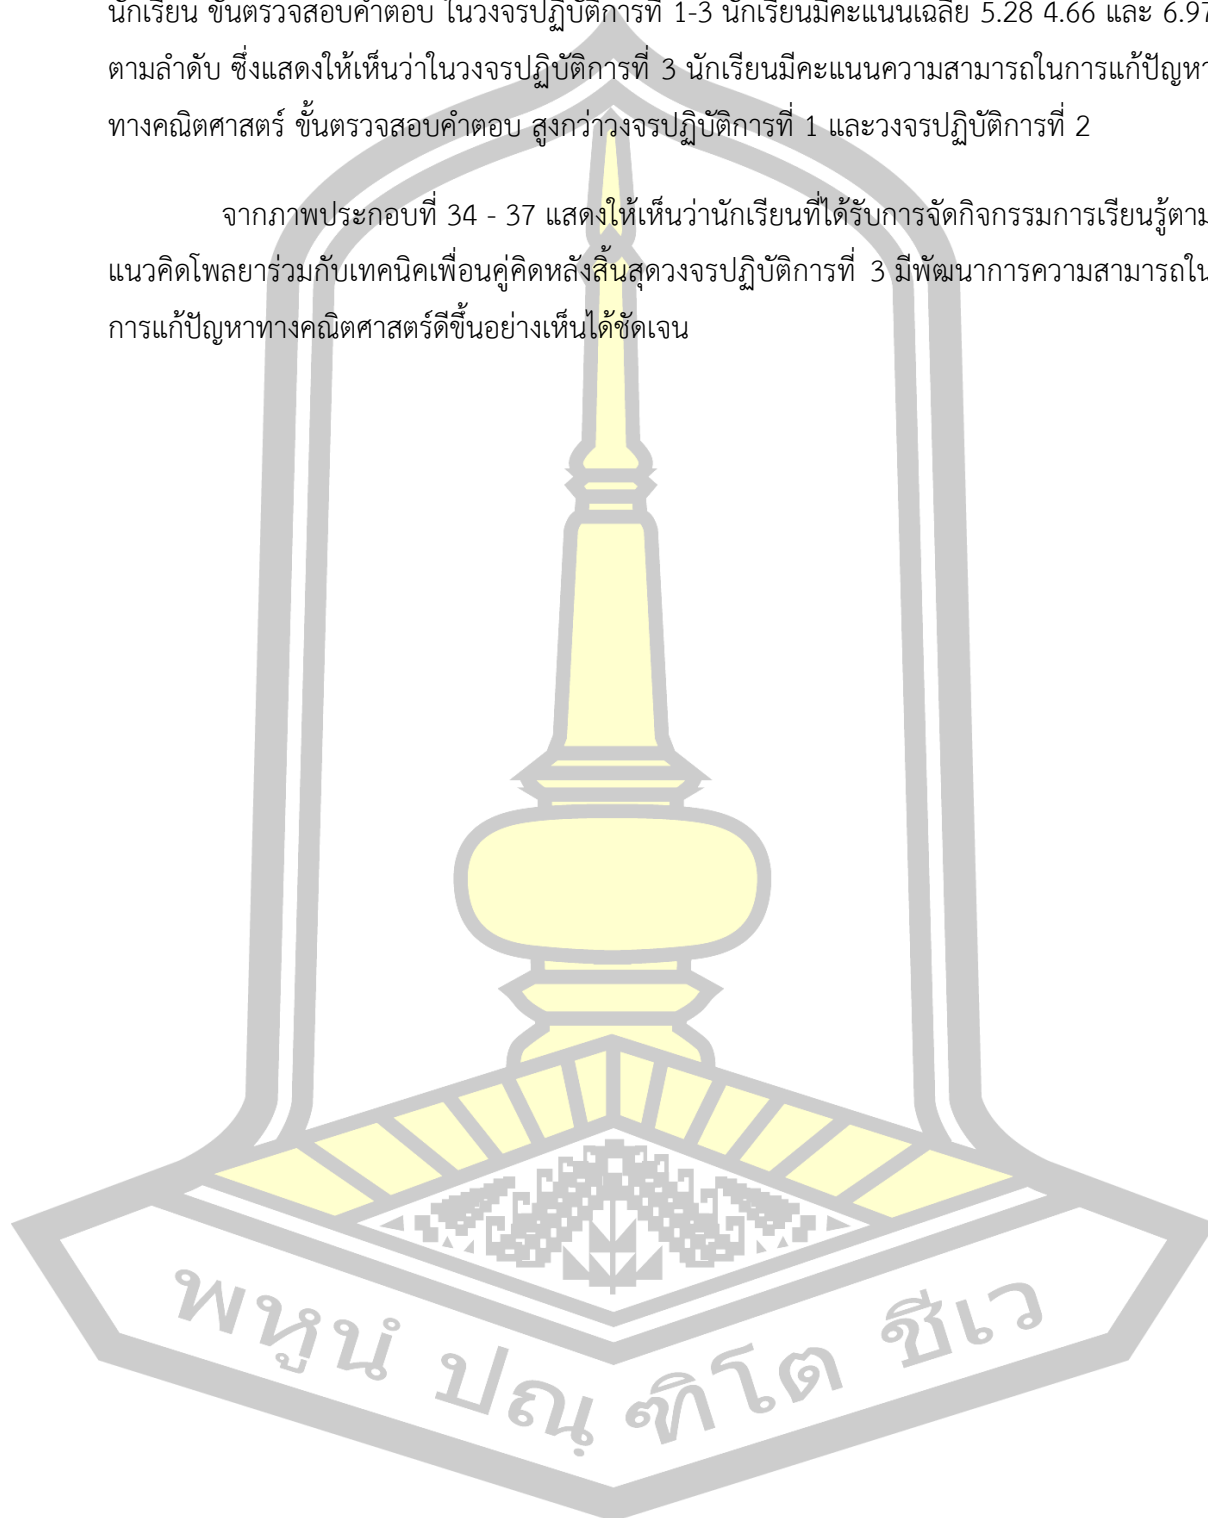 นักเรียน ขั้นตรวจสอบคำตอบ ในวงจรปฏิบัติการที่ 1-3 นักเรียนมีคะแนนเฉลี่ย 5.28 4.66 และ 6.97
ตามลำดับ ซึ่งแสดงให้เห็นว่าในวงจรปฏิบัติการที่ 3 นักเรียนมีคะแนนความสามารถในการแก้ปัญหา
ทางคณิตศาสตร์ ขั้นตรวจสอบคำตอบ สูงกว่าวงจรปฏิบัติการที่ 1 และวงจรปฏิบัติการที่ 2
จากภาพประกอบที่ 34 - 37 แสดงให้เห็นว่านักเรียนที่ได้รับการจัดกิจกรรมการเรียนรู้ตาม
แนวคิดโพลยาร่วมกับเทคนิคเพื่อนคู่คิดหลังสิ้นสุดวงจรปฏิบัติการที่ 3 มีพัฒนาการความสามารถใน
การแก้ปัญหาทางคณิตศาสตร์ดีขึ้นอย่างเห็นได้ชัดเจน
พหูนํ ปณฺฑิโต ชีเว